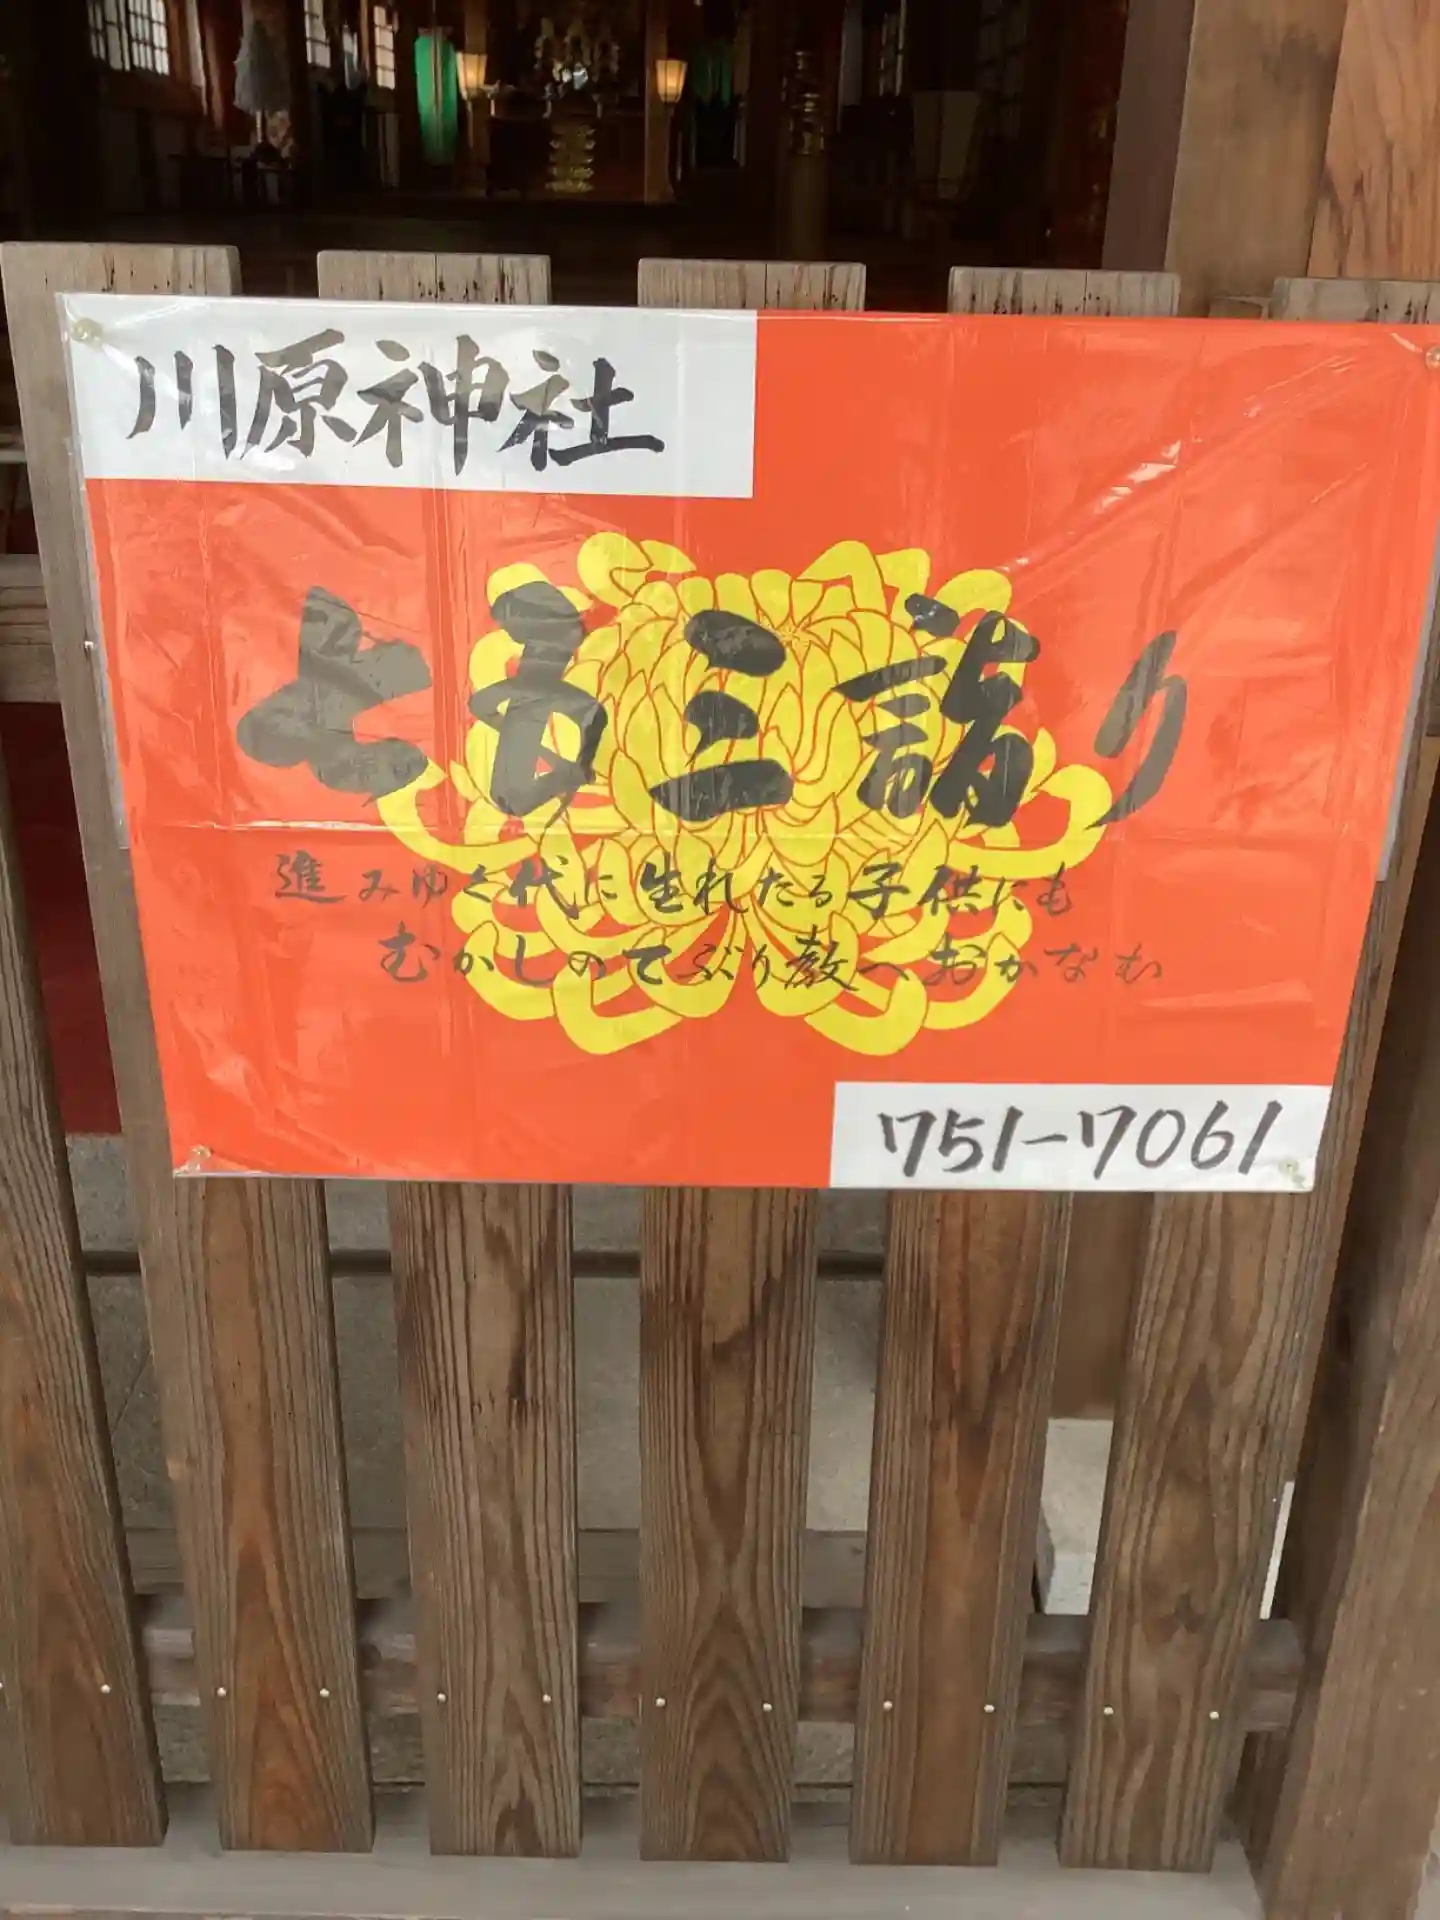 川原神社
七五三詣り
進みゆく代に生れたる子供にも
むかしのてぶり教へおかなむ
751-7061